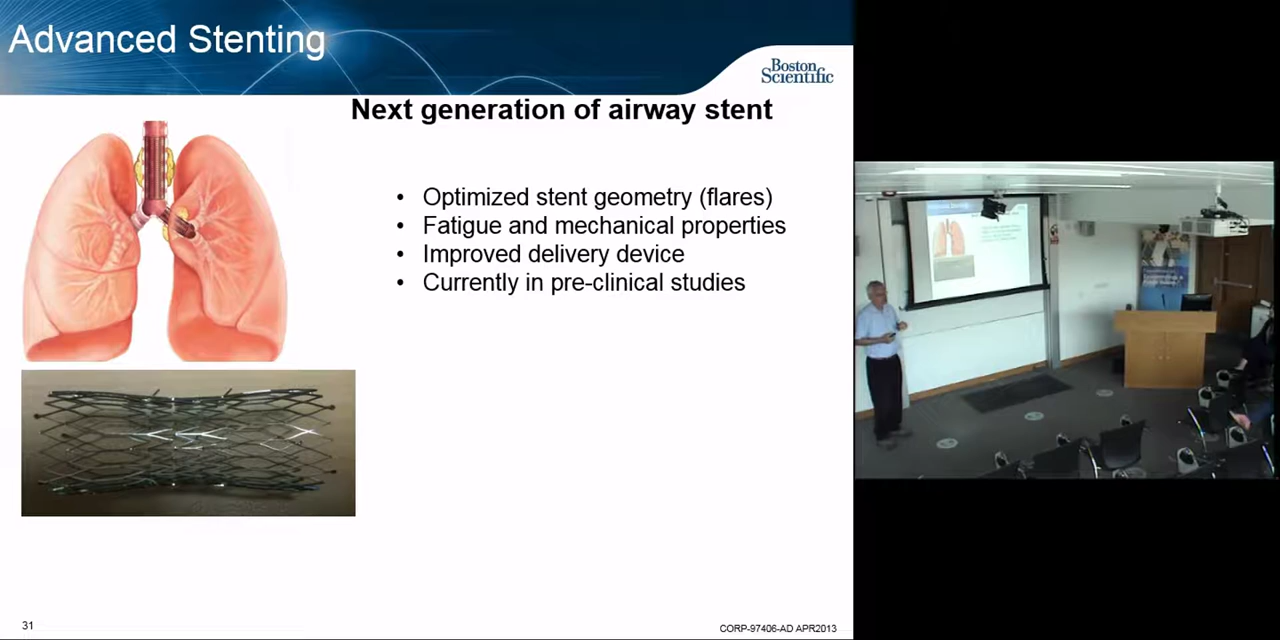 Advanced Stenting
Boston
Scientific
Next generation of airway stent
• Optimized stent geometry (flares)
• Fatigue and mechanical properties
• Improved delivery device
• Currently in pre-clinical studies
31
CORP-97406-AD APR2013